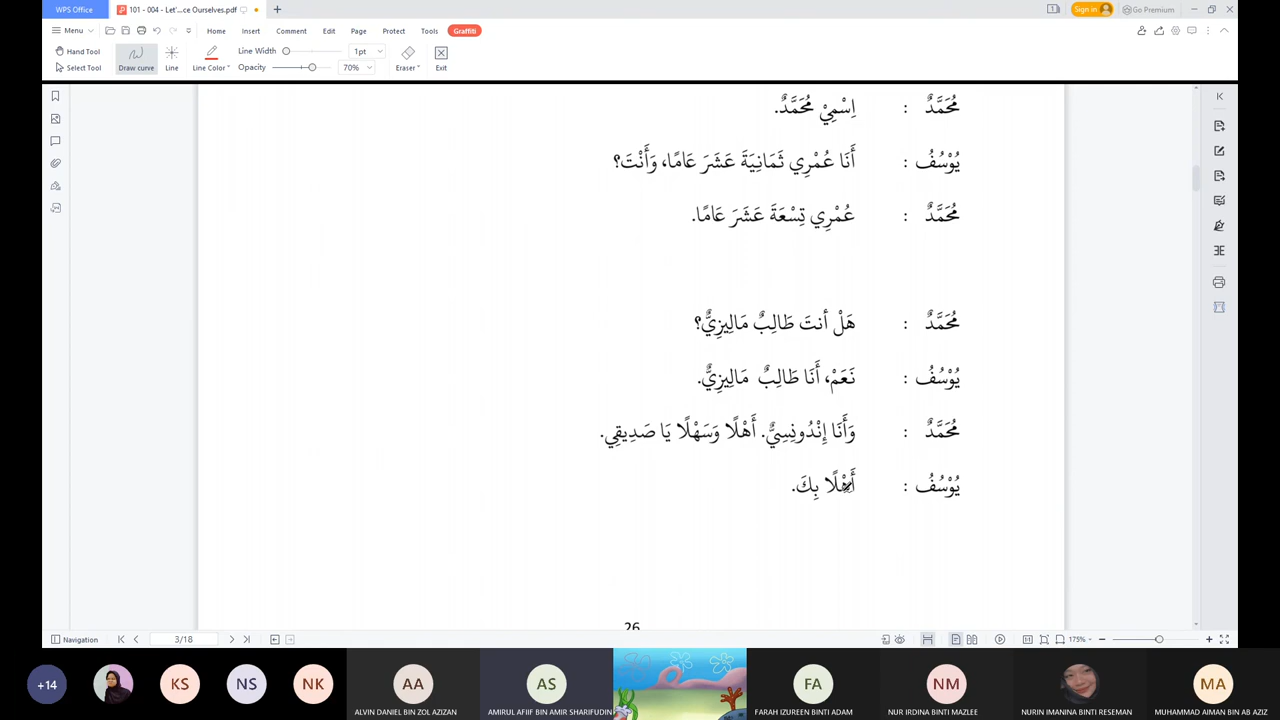 WPS Office 101 - 004 - Let'...ce Ourselves.pdf Sign in Go Premium
Menu Home Insert Comment Edit Page Protect Tools Graffiti
Hand Tool Select Tool Draw curve Line Line Color Line Width 1pt Opacity 70% Eraser Exit
مُحَمَّدٌ : اِسْمِيْ مُحَمَّدٌ.
يُوْسُفُ : أَنَا عُمْرِي ثَمَانِيَةَ عَشَرَ عَامًا، وَأَنْتَ؟
مُحَمَّدٌ : عُمْرِي تِسْعَةَ عَشَرَ عَامًا.
مُحَمَّدٌ : هَلْ أنتَ طَالِبٌ مَالِيزِيٌّ؟
يُوْسُفُ : نَعَمْ، أَنَا طَالِبٌ مَالِيزِيٌّ.
مُحَمَّدٌ : وَأَنَا إِنْدُونِسِيٌّ. أَهْلًا وَسَهْلًا يَا صَدِيقِي.
يُوْسُفُ : أَهْلًا بِكَ.
26
Navigation 3/18 175%
+14 KS NS NK AA AS FA NM MA
ALVIN DANIEL BIN ZOL AZIZAN AMIRUL AFIIF BIN AMIR SHARIFUDIN FARAH IZUREEN BINTI ADAM NUR IRDINA BINTI MAZLEE NURIN IMANINA BINTI RESEMAN MUHAMMAD AIMAN BIN AB AZIZ